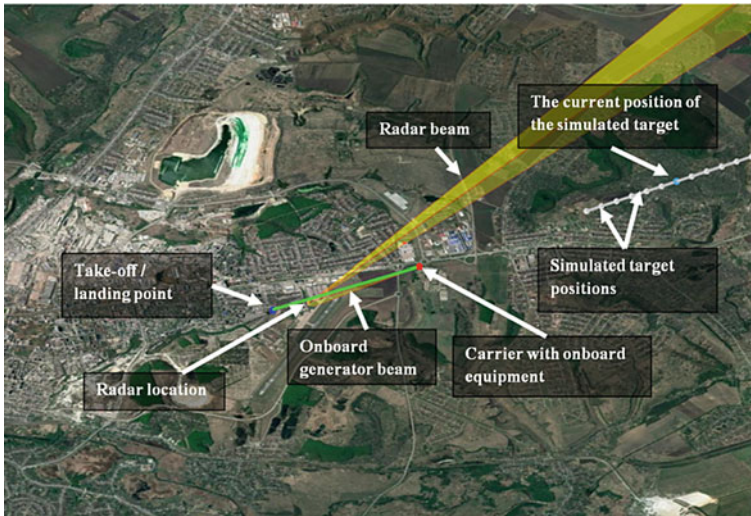 The current position of
the simulated target
Radar beam
Take-off /
landing point
Simulated target
positions
Onboard
generator beam
Carrier with onboard
equipment
Radar location